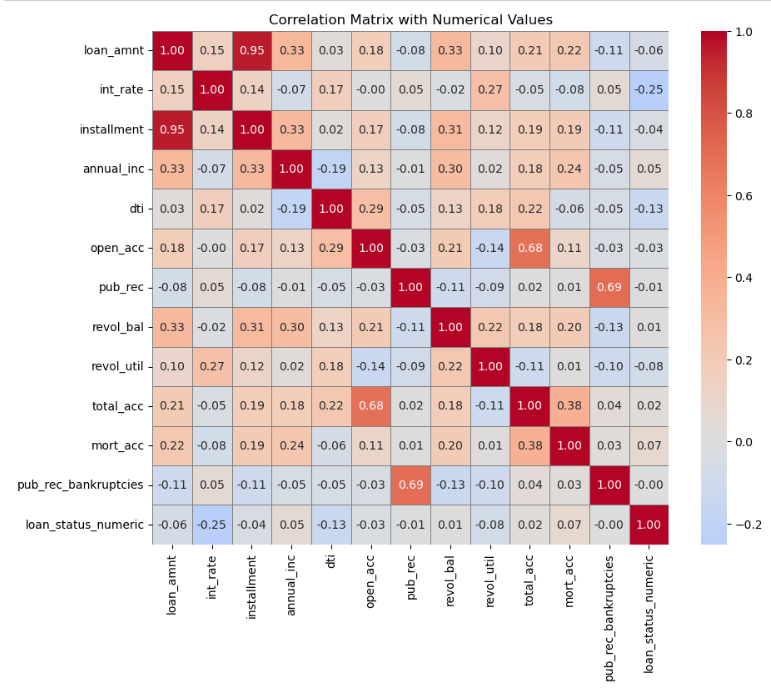 Correlation Matrix with Numerical Values
loan_amnt 1.00 0.15 0.95 0.33 0.03 0.18 -0.08 0.33 0.10 0.21 0.22 -0.11 -0.06
int_rate 0.15 1.00 0.14 -0.07 0.17 -0.00 0.05 -0.02 0.27 -0.05 -0.08 0.05 -0.25
installment 0.95 0.14 1.00 0.33 0.02 0.17 -0.08 0.31 0.12 0.19 0.19 -0.11 -0.04
annual_inc 0.33 -0.07 0.33 1.00 -0.19 0.13 -0.01 0.30 0.02 0.18 0.24 -0.05 0.05
dti 0.03 0.17 0.02 -0.19 1.00 0.29 -0.05 0.13 0.18 0.22 -0.06 -0.05 -0.13
open_acc 0.18 -0.00 0.17 0.13 0.29 1.00 -0.03 0.21 -0.14 0.68 0.11 -0.03 -0.03
pub_rec -0.08 0.05 -0.08 -0.01 -0.05 -0.03 1.00 -0.11 -0.09 0.02 0.01 0.69 -0.01
revol_bal 0.33 -0.02 0.31 0.30 0.13 0.21 -0.11 1.00 0.22 0.18 0.20 -0.13 0.01
revol_util 0.10 0.27 0.12 0.02 0.18 -0.14 -0.09 0.22 1.00 -0.11 0.01 -0.10 -0.08
total_acc 0.21 -0.05 0.19 0.18 0.22 0.68 0.02 0.18 -0.11 1.00 0.38 0.04 0.02
mort_acc 0.22 -0.08 0.19 0.24 -0.06 0.11 0.01 0.20 0.01 0.38 1.00 0.03 0.07
pub_rec_bankruptcies -0.11 0.05 -0.11 -0.05 -0.05 -0.03 0.69 -0.13 -0.10 0.04 0.03 1.00 -0.00
loan_status_numeric -0.06 -0.25 -0.04 0.05 -0.13 -0.03 -0.01 0.01 -0.08 0.02 0.07 -0.00 1.00
loan_amnt
int_rate
installment
annual_inc
dti
open_acc
pub_rec
revol_bal
revol_util
total_acc
mort_acc
pub_rec_bankruptcies
loan_status_numeric
1.0
0.8
0.6
0.4
0.2
0.0
−0.2